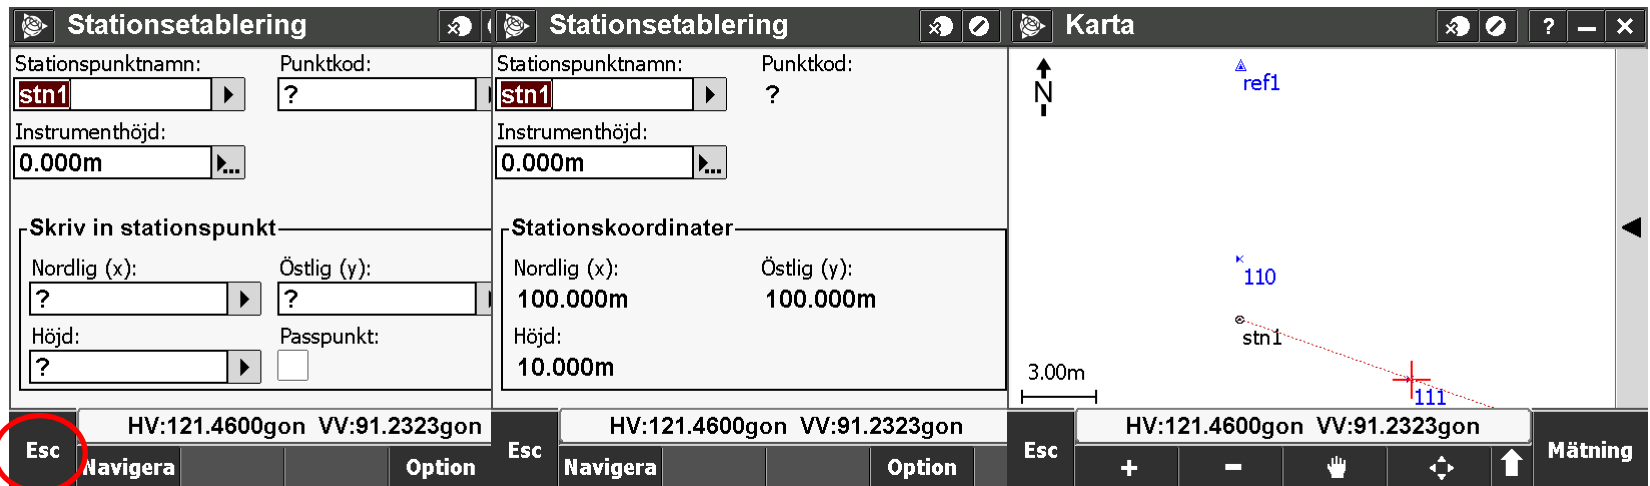 Stationsetablering
Stationspunktnamn: Punktkod:
stn1 ?
Instrumenthöjd:
0.000m
Skriv in stationspunkt
Nordlig (x): Östlig (y):
? ?
Höjd: Passpunkt:
?
HV:121.4600gon VV:91.2323gon
Esc
Navigera Option
Stationsetablering
Stationspunktnamn: Punktkod:
stn1 ?
Instrumenthöjd:
0.000m
Stationskoordinater
Nordlig (x): Östlig (y):
100.000m 100.000m
Höjd:
10.000m
HV:121.4600gon VV:91.2323gon
Esc
Navigera Option
Karta ?
N
ref1
110
stn1
3.00m
111
HV:121.4600gon VV:91.2323gon
Esc Mätning
+ −